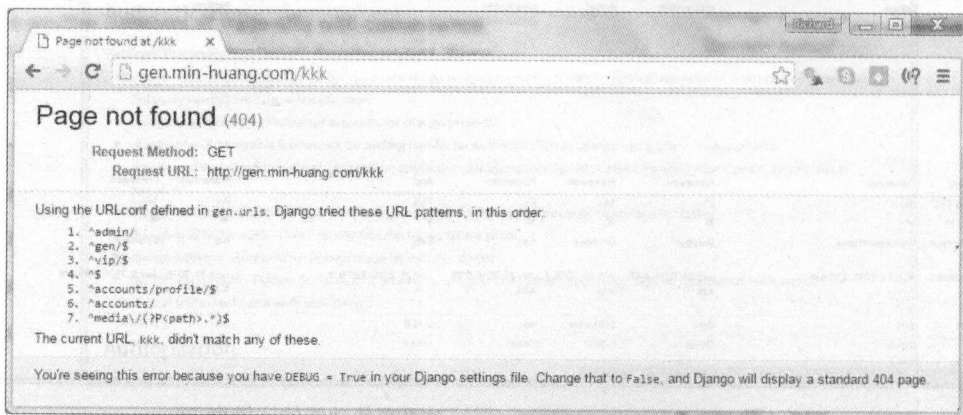 Richard
Page not found at /kkk
gen.min-huang.com/kkk
Page not found (404)
Request Method: GET
Request URL: http://gen.min-huang.com/kkk
Using the URLconf defined in gen.urls, Django tried these URL patterns, in this order:
1. ^admin/
2. ^gen/$
3. ^vip/$
4. ^$
5. ^accounts/profile/$
6. ^accounts/
7. ^media\/(?P<path>.*)$
The current URL, kkk, didn't match any of these.
You're seeing this error because you have DEBUG = True in your Django settings file. Change that to False, and Django will display a standard 404 page.